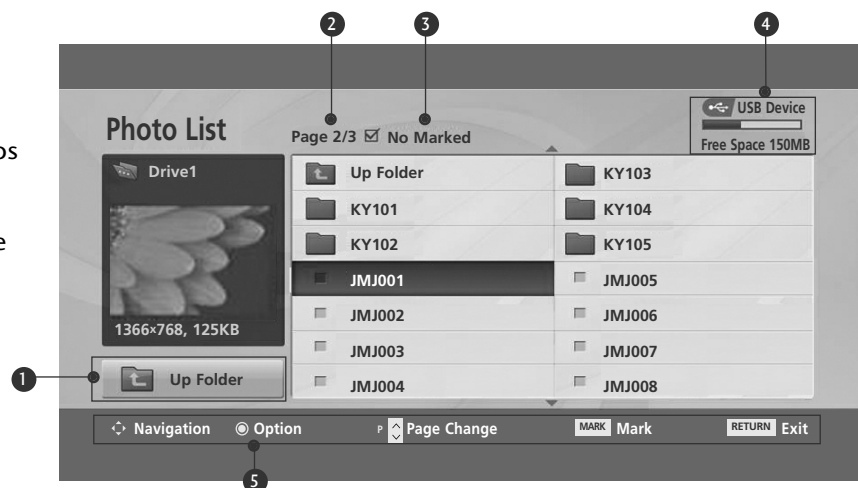 2
3
4
USB Device
Free Space 150MB
Photo List
Page 2/3 No Marked
os
e
Drive1
1366×768, 125KB
Up Folder
KY101
KY102
JMJ001
JMJ002
JMJ003
JMJ004
KY103
KY104
KY105
JMJ005
JMJ006
JMJ007
JMJ008
1
Up Folder
Navigation Option P Page Change MARK Mark RETURN Exit
5